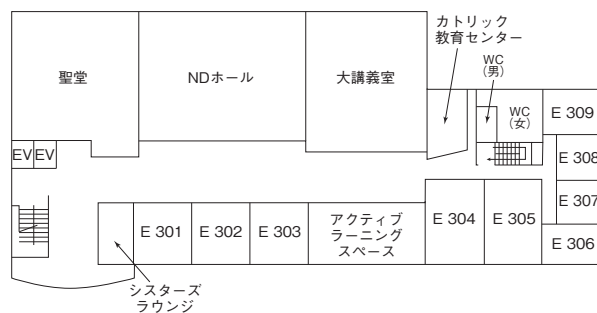 カトリック
教育センター
WC
(男)
聖堂
NDホール
大講義室
WC
(女)
E 309
EV
EV
E 308
E 307
E 306
E 301
E 302
E 303
アクティブ
ラーニング
スペース
E 304
E 305
シスターズ
ラウンジ